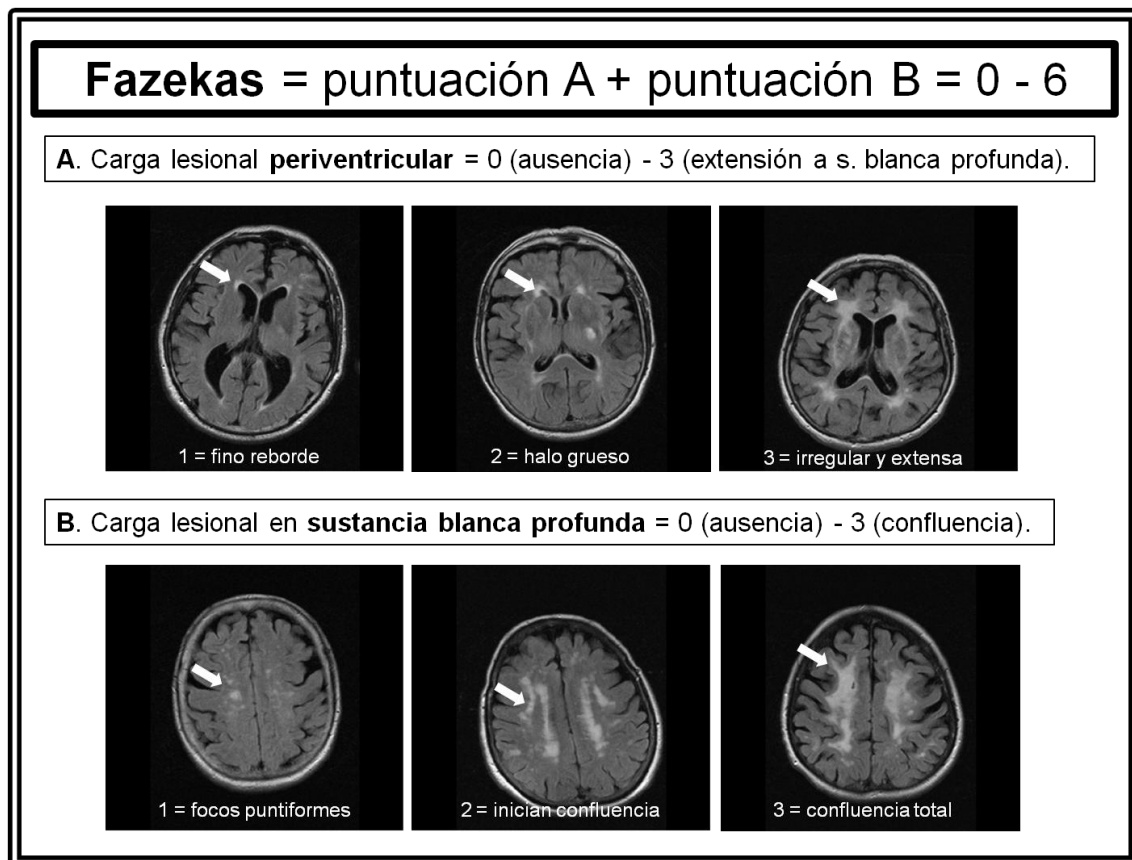 Fazekas = puntuación A + puntuación B = 0 - 6
A. Carga lesional periventricular = 0 (ausencia) - 3 (extensión a s. blanca profunda).
1 = fino reborde
2 = halo grueso
3 = irregular y extensa
B. Carga lesional en sustancia blanca profunda = 0 (ausencia) - 3 (confluencia).
1 = focos puntiformes
2 = inician confluencia
3 = confluencia total